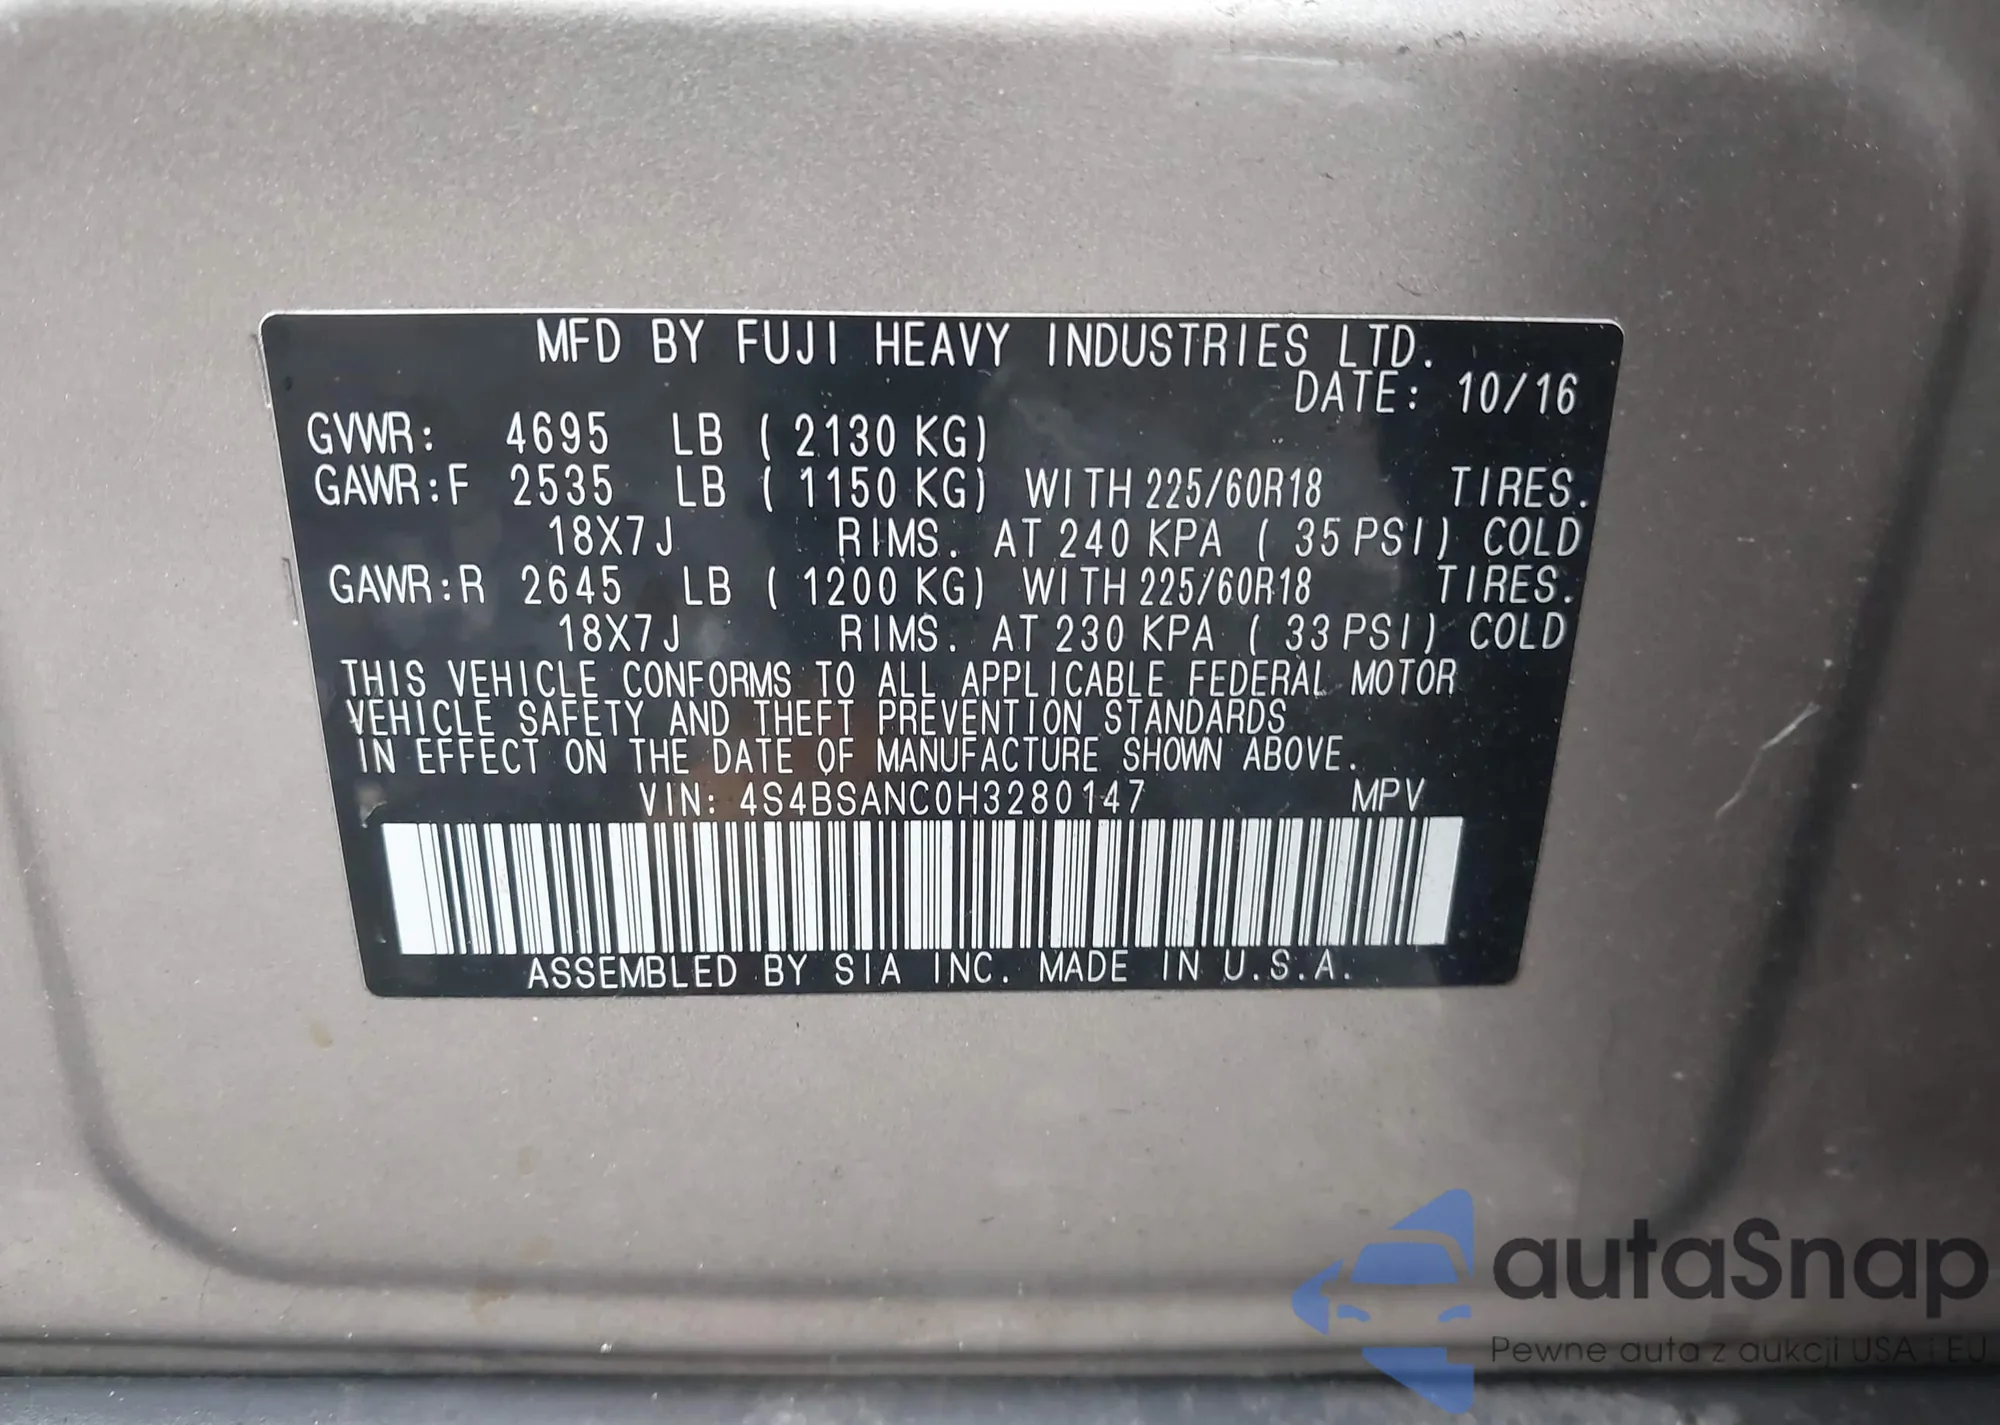 MFD BY FUJI HEAVY INDUSTRIES LTD.
DATE: 10/16
GVWR: 4695 LB ( 2130 KG)
GAWR:F 2535 LB ( 1150 KG) WITH 225/60R18 TIRES.
18X7J RIMS. AT 240 KPA ( 35 PSI) COLD
GAWR:R 2645 LB ( 1200 KG) WITH 225/60R18 TIRES.
18X7J RIMS. AT 230 KPA ( 33 PSI) COLD
THIS VEHICLE CONFORMS TO ALL APPLICABLE FEDERAL MOTOR
VEHICLE SAFETY AND THEFT PREVENTION STANDARDS
IN EFFECT ON THE DATE OF MANUFACTURE SHOWN ABOVE.
VIN: 4S4BSANC0H3280147 MPV
ASSEMBLED BY SIA INC. MADE IN U.S.A.
autaSnap
Pewne auta z aukcji USA i EU